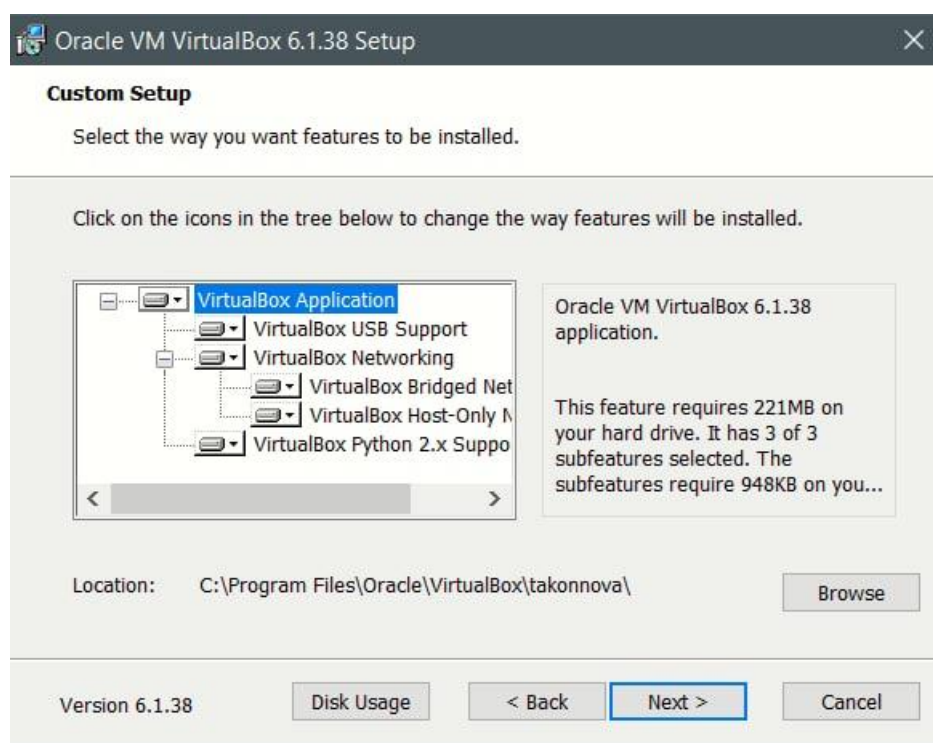 Oracle VM VirtualBox 6.1.38 Setup
Custom Setup
Select the way you want features to be installed.
Click on the icons in the tree below to change the way features will be installed.
VirtualBox Application
VirtualBox USB Support
VirtualBox Networking
VirtualBox Bridged Net
VirtualBox Host-Only N
VirtualBox Python 2.x Suppo
Oracle VM VirtualBox 6.1.38
application.
This feature requires 221MB on
your hard drive. It has 3 of 3
subfeatures selected. The
subfeatures require 948KB on you...
Location: C:\Program Files\Oracle\VirtualBox\takonnova\
Browse
Version 6.1.38
Disk Usage
< Back
Next >
Cancel